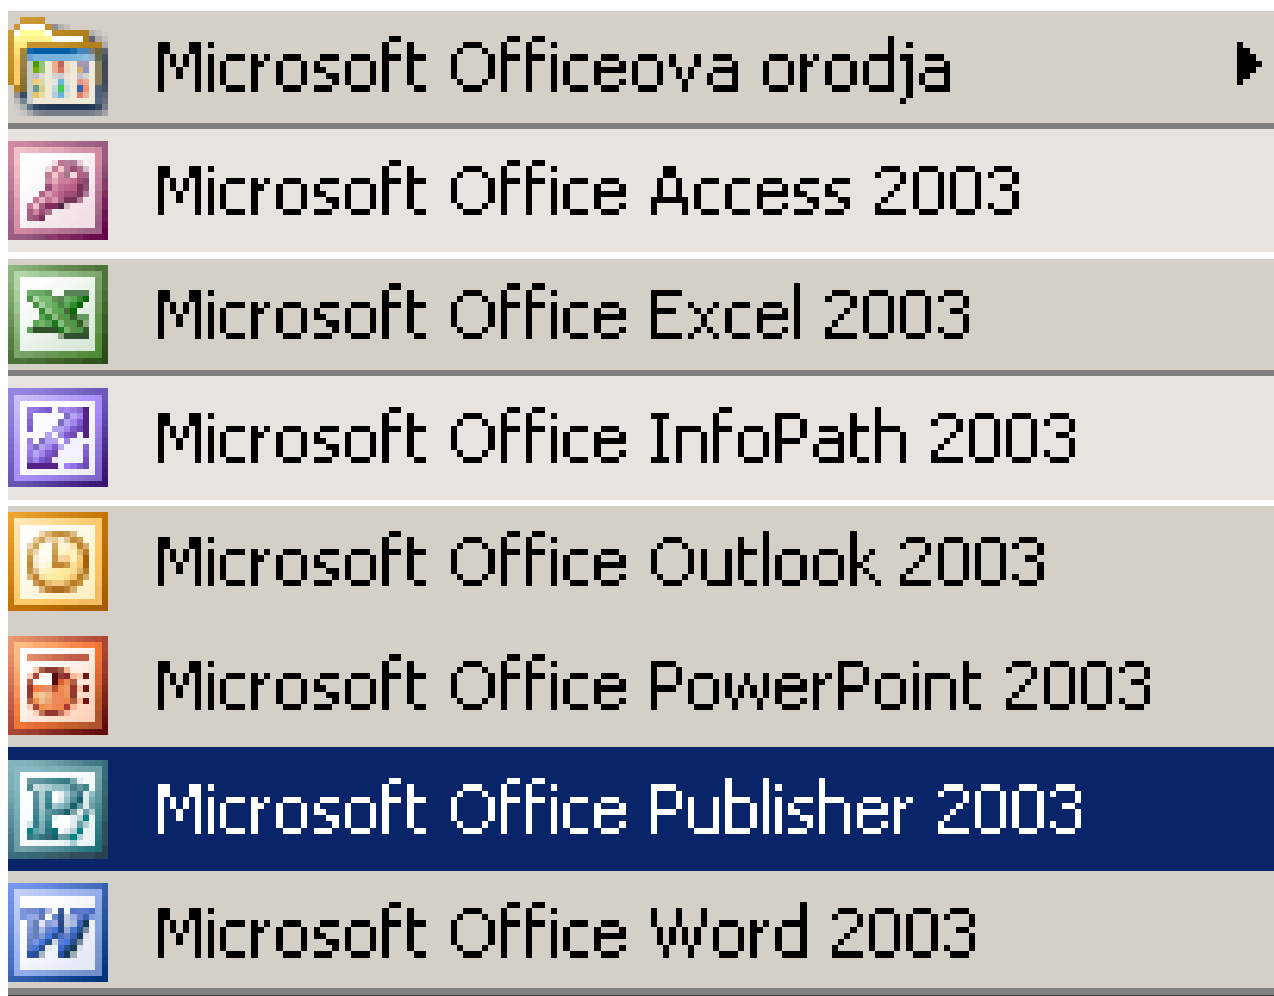 Microsoft Officeova orodja
Microsoft Office Access 2003
Microsoft Office Excel 2003
Microsoft Office InfoPath 2003
Microsoft Office Outlook 2003
Microsoft Office PowerPoint 2003
Microsoft Office Publisher 2003
Microsoft Office Word 2003